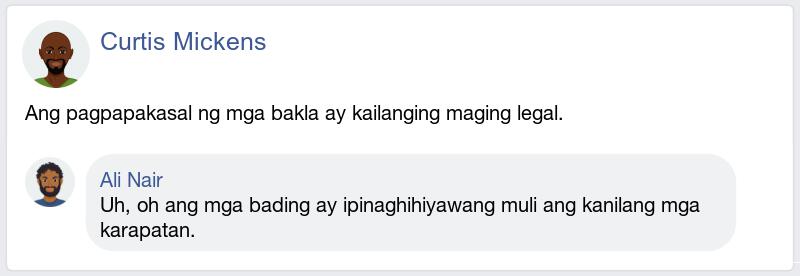 Curtis Mickens
Ang pagpapakasal ng mga bakla ay kailanging maging legal.
Ali Nair
Uh, oh ang mga bading ay ipinaghihiyawang muli ang kanilang mga
karapatan.